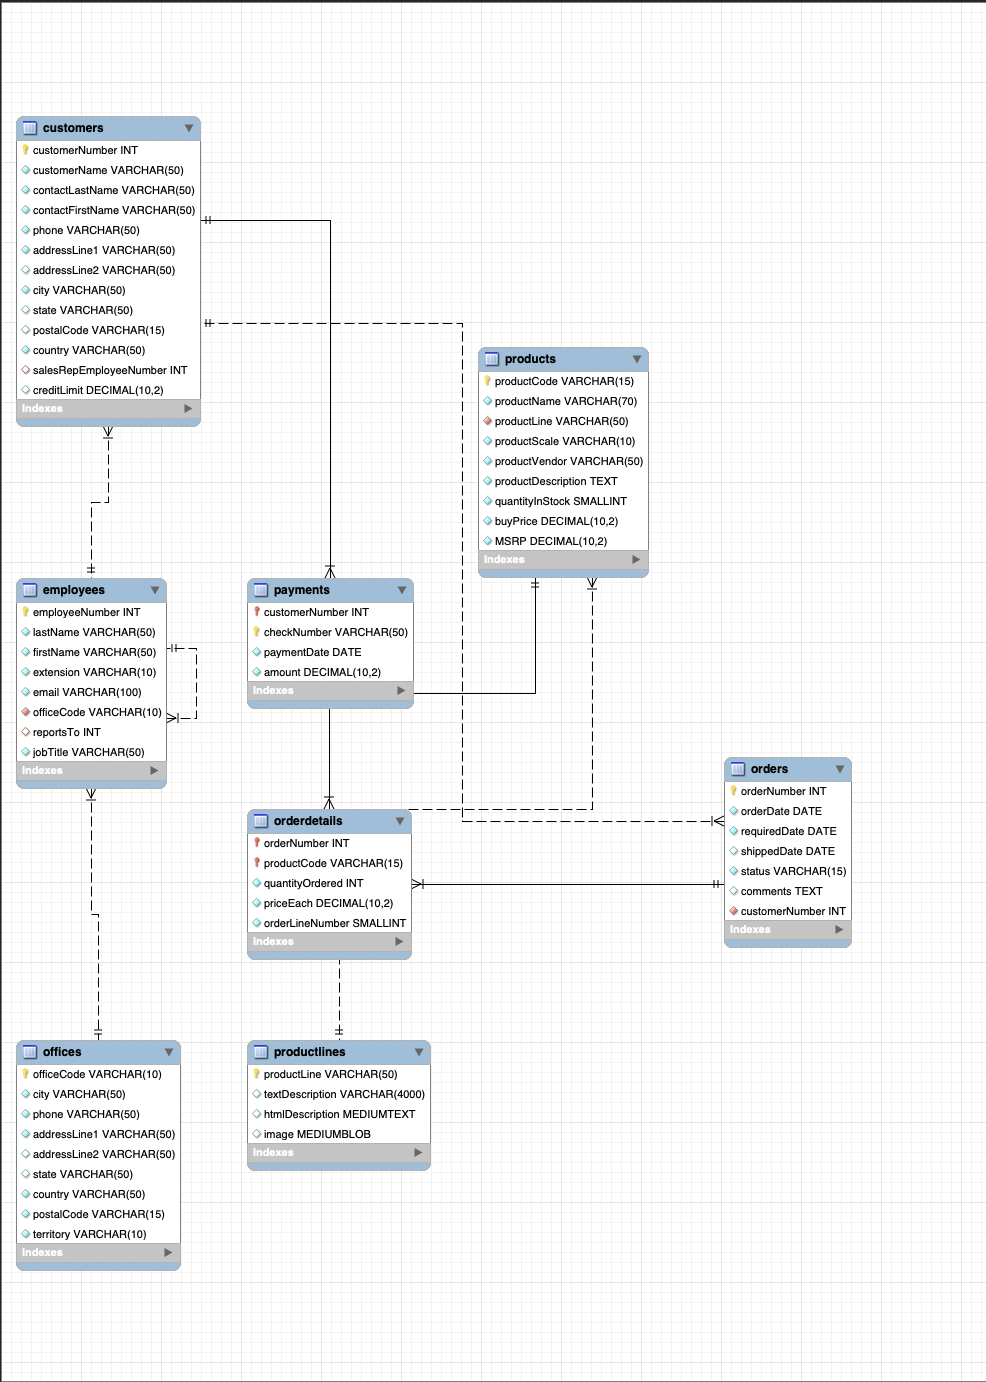 customers
customerNumber INT
customerName VARCHAR(50)
contactLastName VARCHAR(50)
contactFirstName VARCHAR(50)
phone VARCHAR(50)
addressLine1 VARCHAR(50)
addressLine2 VARCHAR(50)
city VARCHAR(50)
state VARCHAR(50)
postalCode VARCHAR(15)
country VARCHAR(50)
salesRepEmployeeNumber INT
creditLimit DECIMAL(10,2)
Indexes
products
productCode VARCHAR(15)
productName VARCHAR(70)
productLine VARCHAR(50)
productScale VARCHAR(10)
productVendor VARCHAR(50)
productDescription TEXT
quantityInStock SMALLINT
buyPrice DECIMAL(10,2)
MSRP DECIMAL(10,2)
Indexes
employees
employeeNumber INT
lastName VARCHAR(50)
firstName VARCHAR(50)
extension VARCHAR(10)
email VARCHAR(100)
officeCode VARCHAR(10)
reportsTo INT
jobTitle VARCHAR(50)
Indexes
payments
customerNumber INT
checkNumber VARCHAR(50)
paymentDate DATE
amount DECIMAL(10,2)
Indexes
orders
orderNumber INT
orderDate DATE
requiredDate DATE
shippedDate DATE
status VARCHAR(15)
comments TEXT
customerNumber INT
Indexes
orderdetails
orderNumber INT
productCode VARCHAR(15)
quantityOrdered INT
priceEach DECIMAL(10,2)
orderLineNumber SMALLINT
Indexes
offices
officeCode VARCHAR(10)
city VARCHAR(50)
phone VARCHAR(50)
addressLine1 VARCHAR(50)
addressLine2 VARCHAR(50)
state VARCHAR(50)
country VARCHAR(50)
postalCode VARCHAR(15)
territory VARCHAR(10)
Indexes
productlines
productLine VARCHAR(50)
textDescription VARCHAR(4000)
htmlDescription MEDIUMTEXT
image MEDIUMBLOB
Indexes